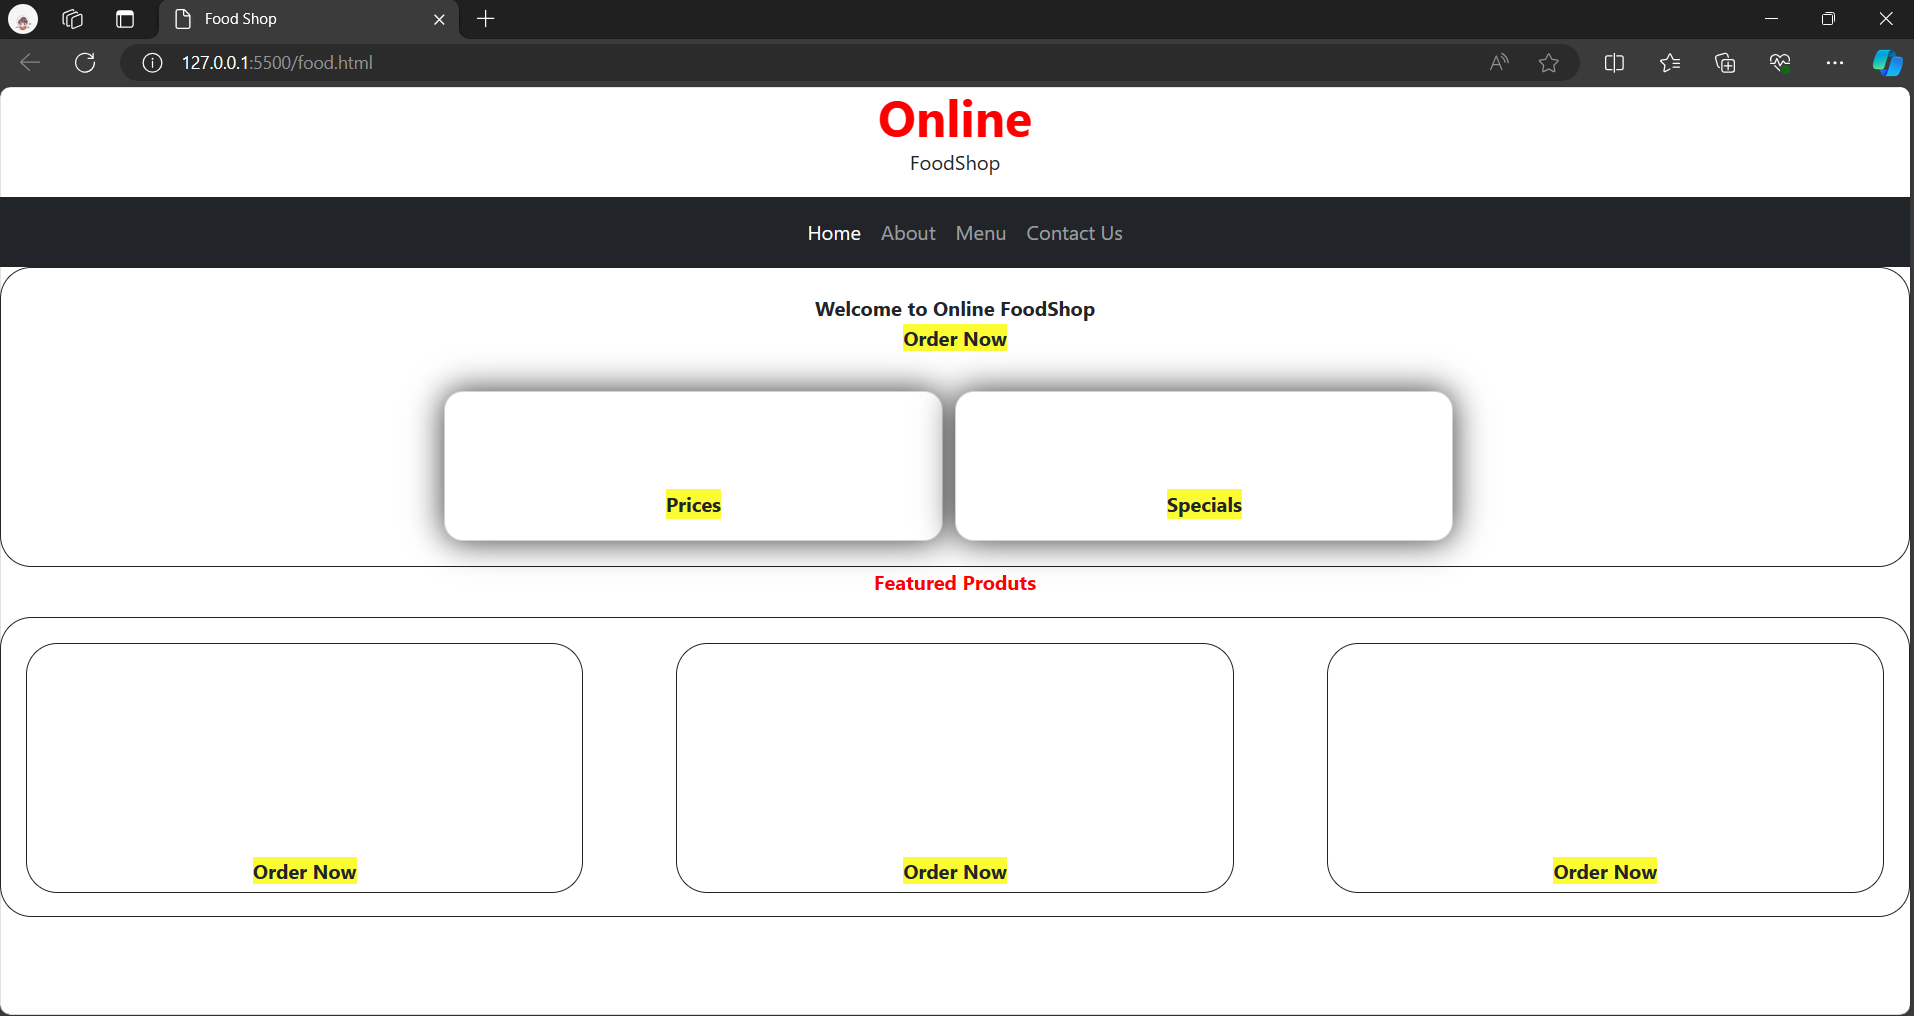 Food Shop
127.0.0.1:5500/food.html
Online
FoodShop
Home About Menu Contact Us
Welcome to Online FoodShop
Order Now
Prices Specials
Featured Produts
Order Now Order Now Order Now